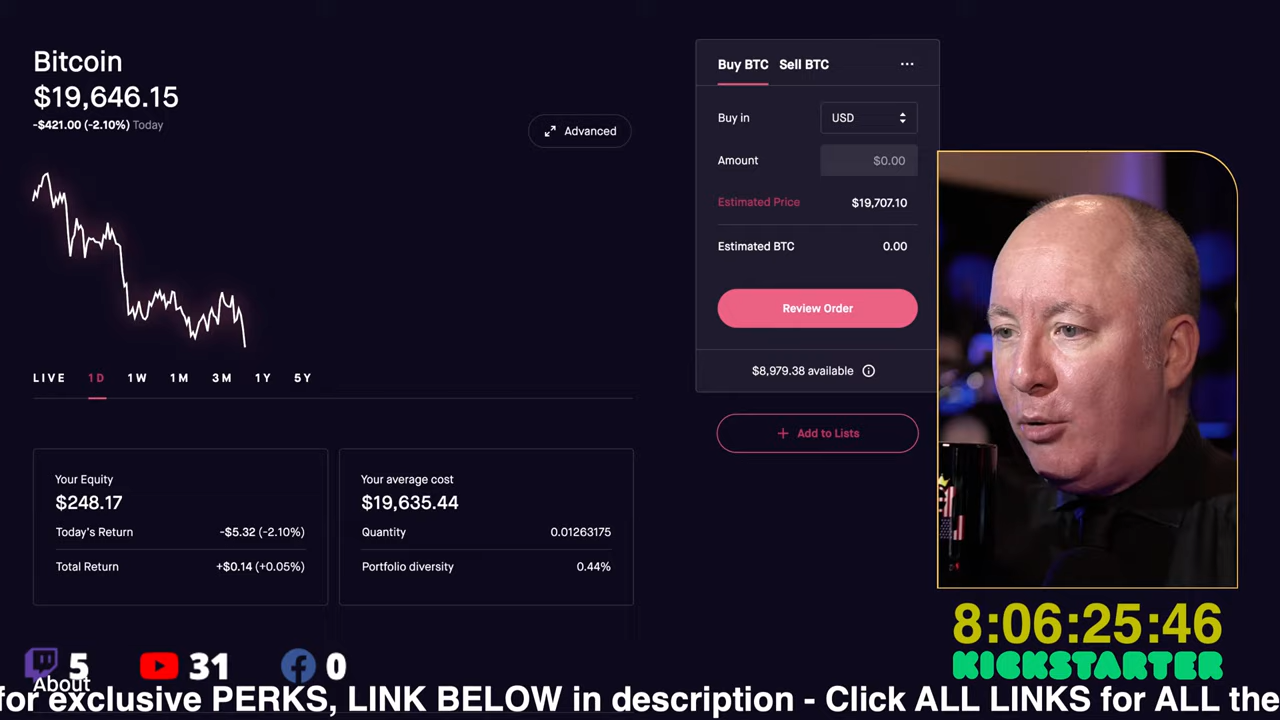 Bitcoin
$19,646.15
-$421.00 (-2.10%) Today
Advanced
LIVE 1D 1W 1M 3M 1Y 5Y
Your Equity
$248.17
Today's Return -$5.32 (-2.10%)
Total Return +$0.14 (+0.05%)
Your average cost
$19,635.44
Quantity 0.01263175
Portfolio diversity 0.44%
Buy BTC Sell BTC
Buy in USD
Amount $0.00
Estimated Price $19,707.10
Estimated BTC 0.00
Review Order
$8,979.38 available
+ Add to Lists
8:06:25:46
KICKSTARTER
5 31 0
About
for exclusive PERKS, LINK BELOW in description - Click ALL LINKS for ALL the